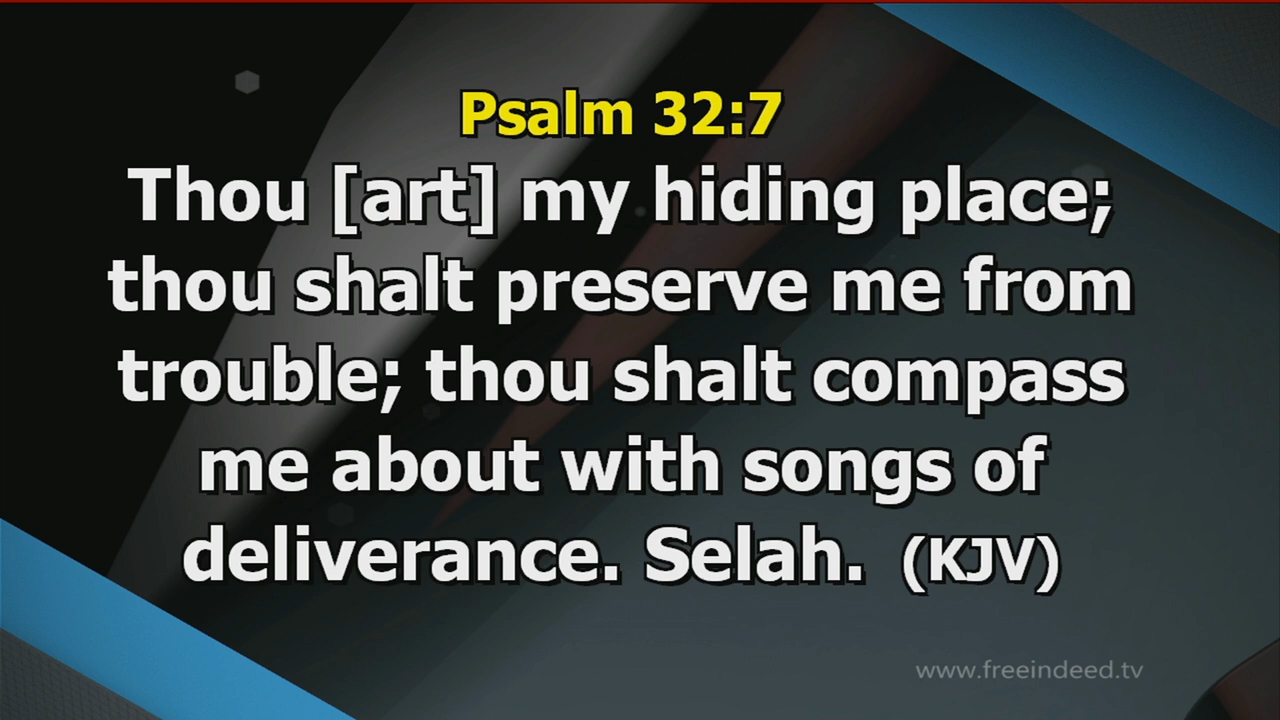 Psalm 32:7
Thou [art] my hiding place;
thou shalt preserve me from
trouble; thou shalt compass
me about with songs of
deliverance. Selah. (KJV)
www.freeindeed.tv